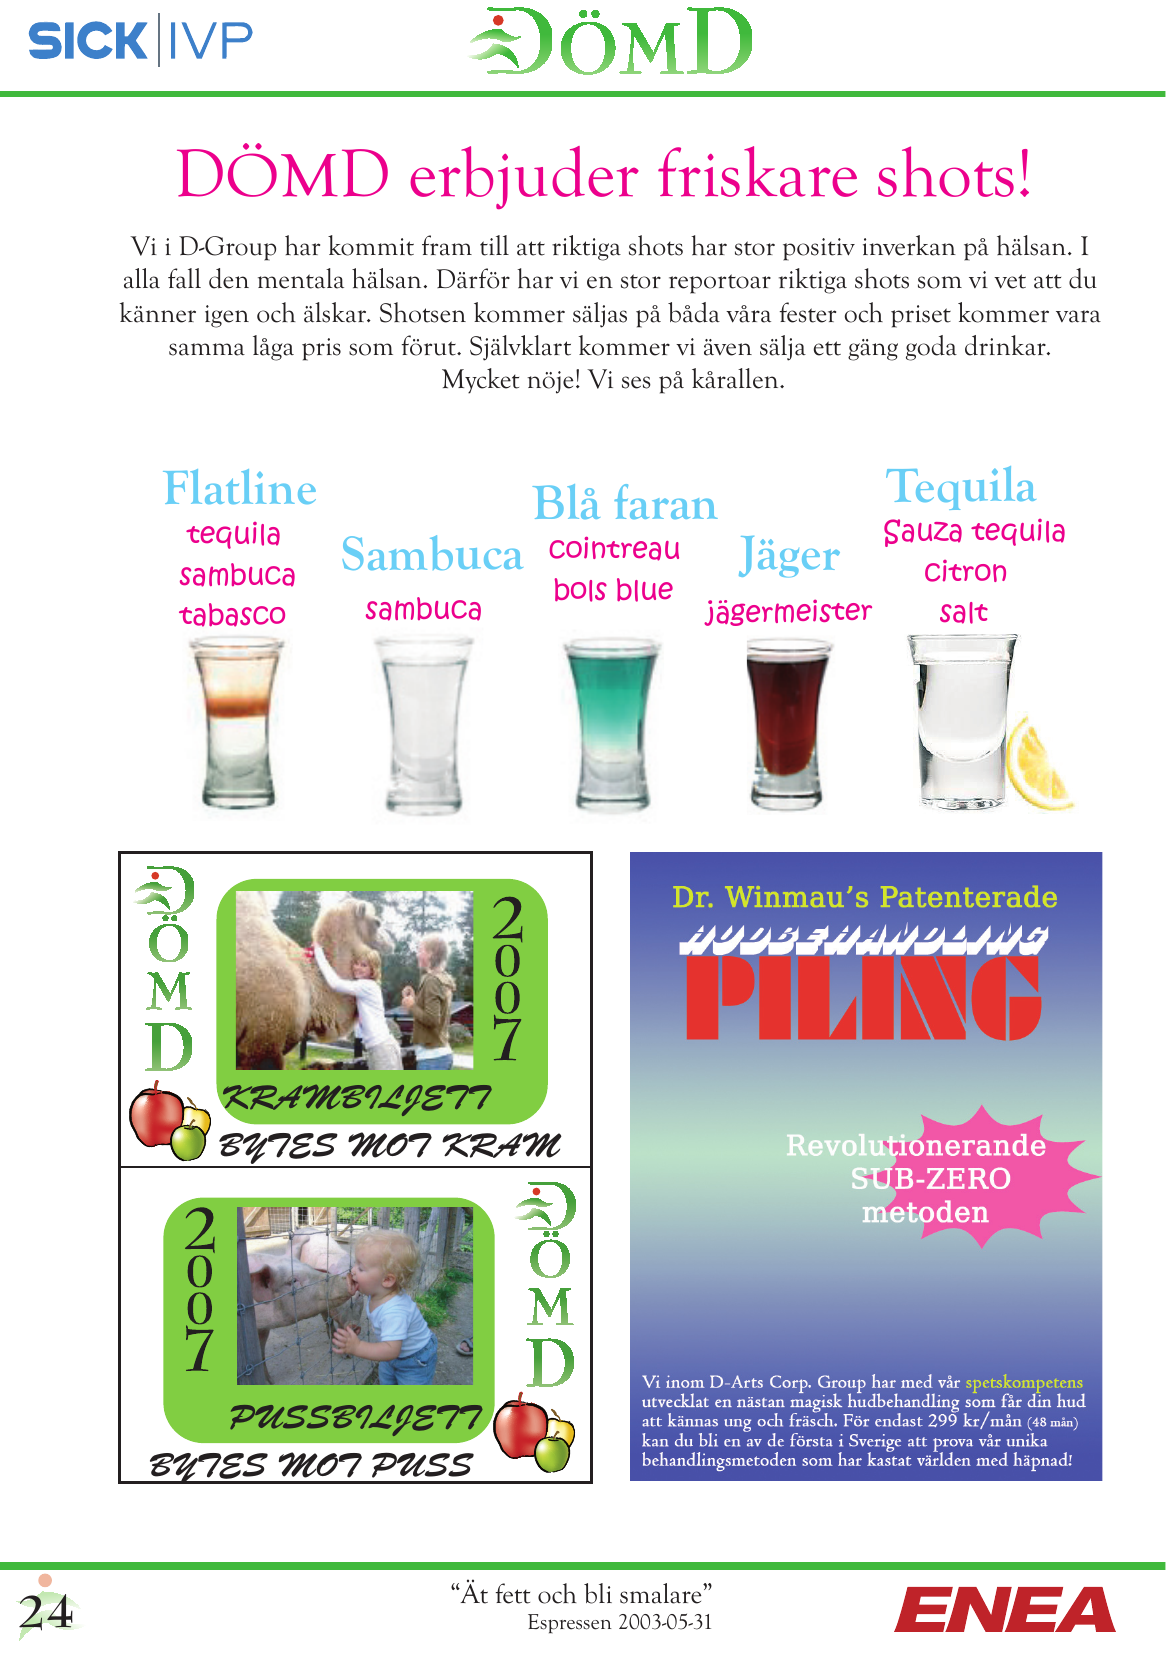 SICK IVP
DÖMD
DÖMD erbjuder friskare shots!
Vi i D-Group har kommit fram till att riktiga shots har stor positiv inverkan på hälsan. I
alla fall den mentala hälsan. Därför har vi en stor reportoar riktiga shots som vi vet att du
känner igen och älskar. Shotsen kommer säljas på båda våra fester och priset kommer vara
samma låga pris som förut. Självklart kommer vi även sälja ett gäng goda drinkar.
Mycket nöje! Vi ses på kårallen.
Flatline
tequila
sambuca
tabasco
Sambuca
sambuca
Blå faran
cointreau
bols blue
Jäger
jägermeister
Tequila
Sauza tequila
citron
salt
DÖMD
2007
KRAMBILJETT
BYTES MOT KRAM
2007
DÖMD
PUSSBILJETT
BYTES MOT PUSS
Dr. Winmau's Patenterade
HUDBEHANDLING
PILING
Revolutionerande
SUB-ZERO
metoden
Vi inom D-Arts Corp. Group har med vår spetskompetens
utvecklat en nästan magisk hudbehandling som får din hud
att kännas ung och fräsch. För endast 299 kr/mån (48 mån)
kan du bli en av de första i Sverige att prova vår unika
behandlingsmetoden som har kastat världen med häpnad!
24
“Ät fett och bli smalare”
Espressen 2003-05-31
ENEA